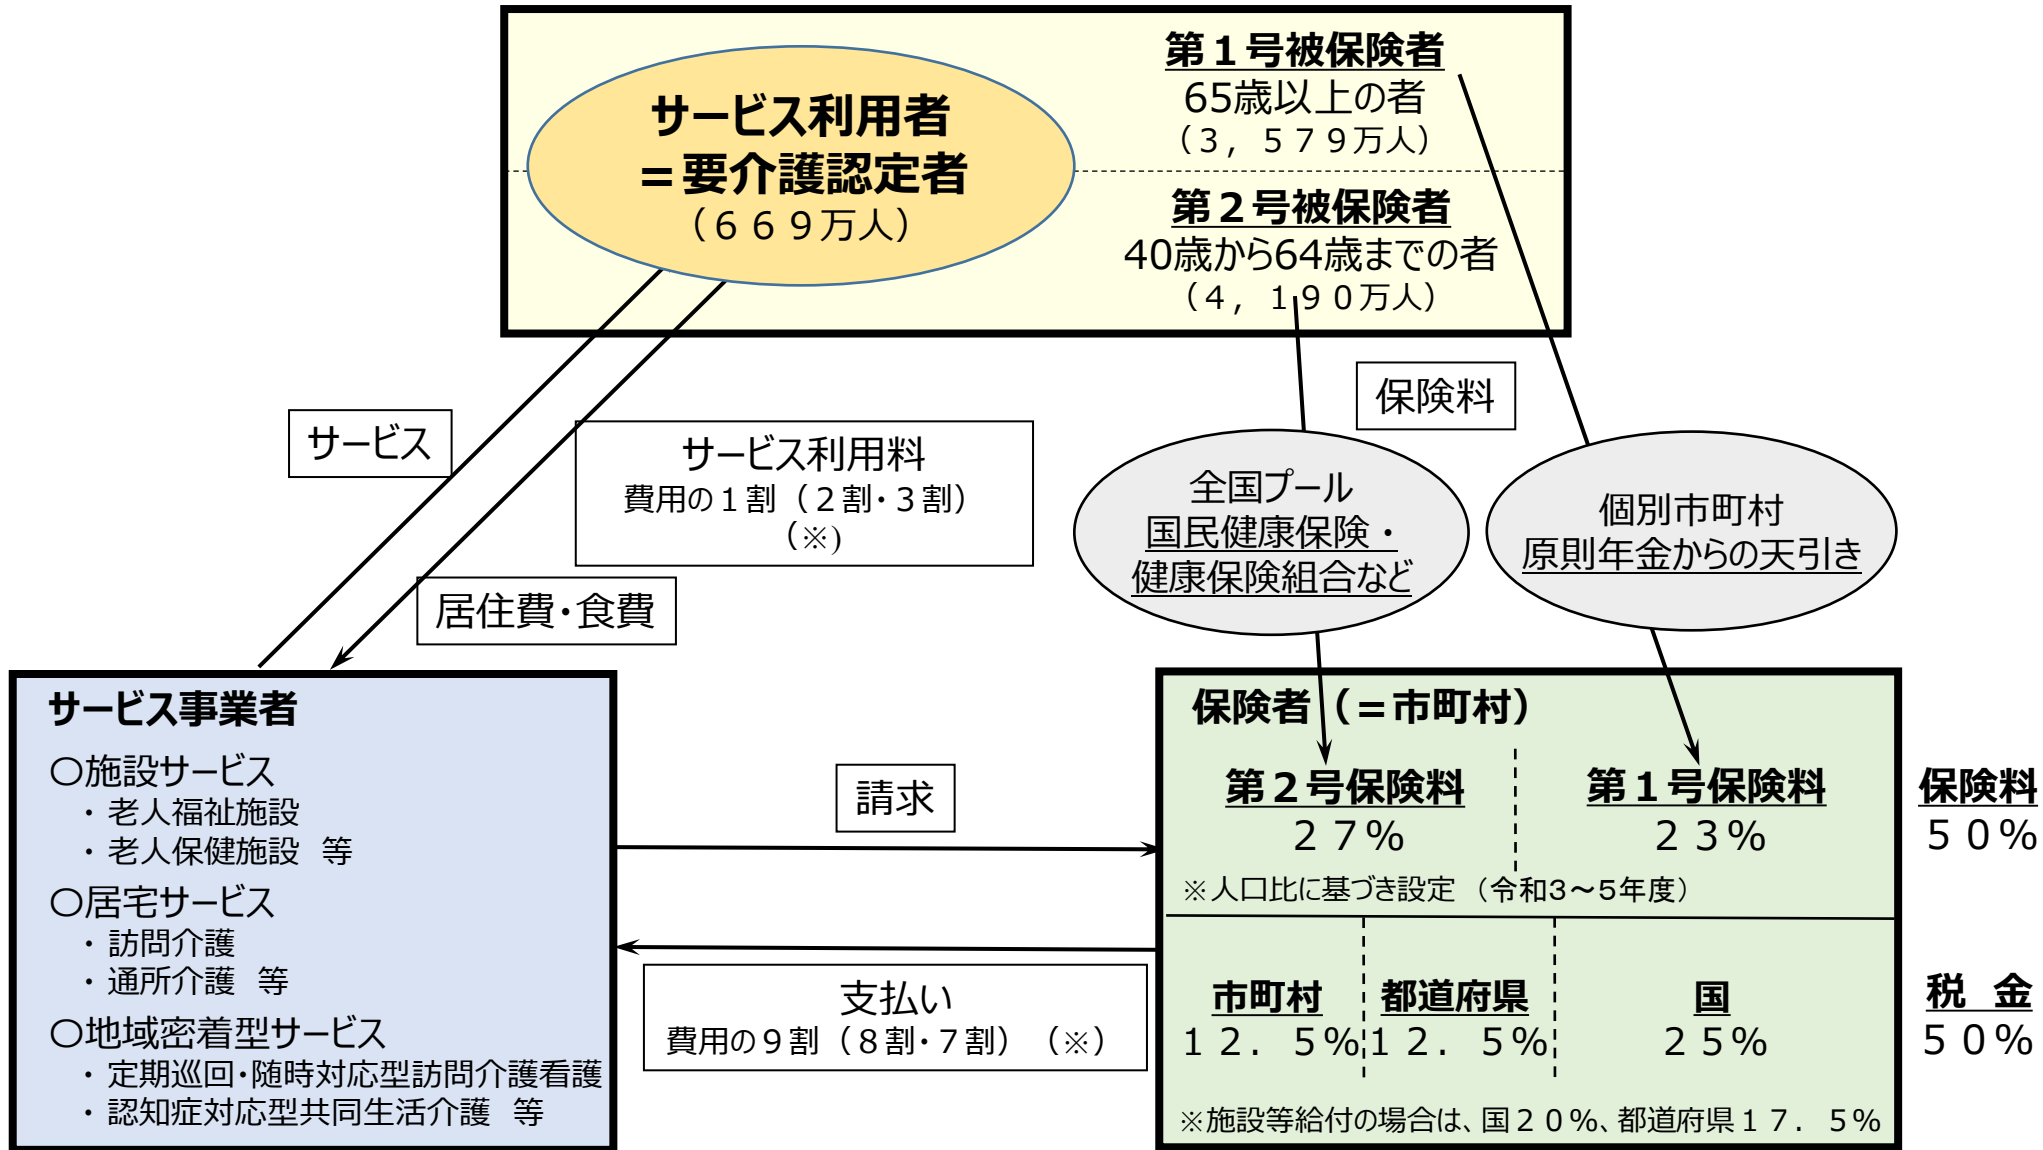 サービス利用者
＝要介護認定者
（６６９万人）
第１号被保険者
65歳以上の者
（３，５７９万人）
第２号被保険者
40歳から64歳までの者
（４，１９０万人）
サービス
サービス利用料
費用の１割（２割・３割）
（※）
居住費・食費
保険料
全国プール
国民健康保険・
健康保険組合など
個別市町村
原則年金からの天引き
サービス事業者
〇施設サービス
・老人福祉施設
・老人保健施設　等
〇居宅サービス
・訪問介護
・通所介護　等
〇地域密着型サービス
・定期巡回・随時対応型訪問介護看護
・認知症対応型共同生活介護　等
請求
支払い
費用の９割（８割・７割）（※）
保険者（＝市町村）
第２号保険料
２７％
第１号保険料
２３％
※人口比に基づき設定（令和3～5年度）
市町村
１２．５％
都道府県
１２．５％
国
２５％
※施設等給付の場合は、国２０％、都道府県１７．５％
保険料
５０％
税　金
５０％